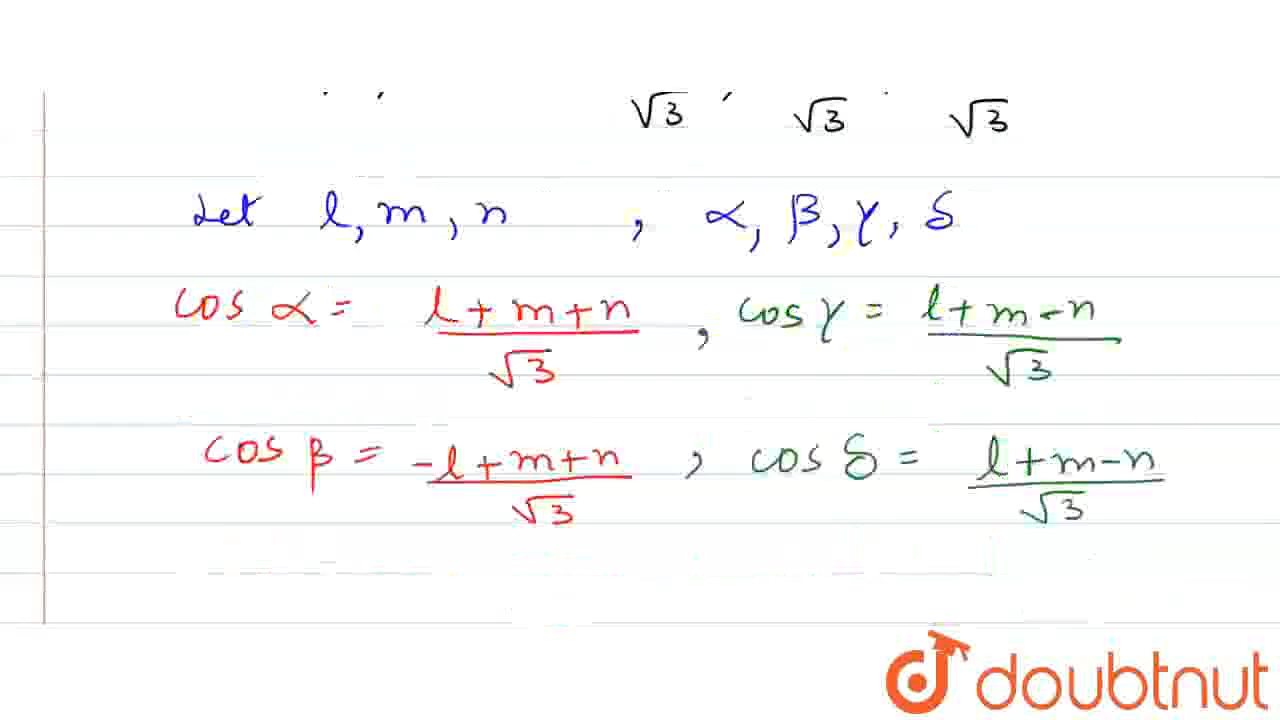 √3 , √3 √3
Let l, m, n , α, β, γ, δ
cos α = l + m + n / √3 , cos γ = l + m - n / √3
cos β = -l + m + n / √3 , cos δ = l + m - n / √3
doubtnut